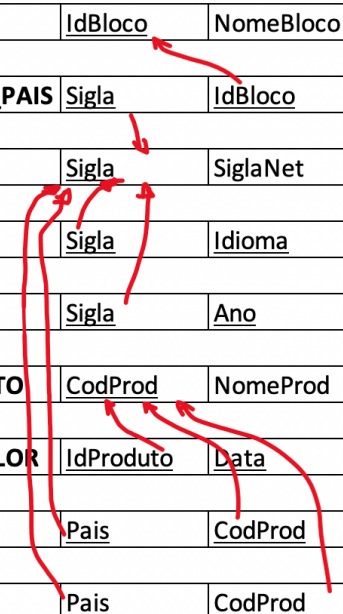 IdBloco NomeBloco
PAIS Sigla IdBloco
Sigla SiglaNet
Sigla Idioma
Sigla Ano
TO CodProd NomeProd
LOR IdProduto Data
Pais CodProd
Pais CodProd